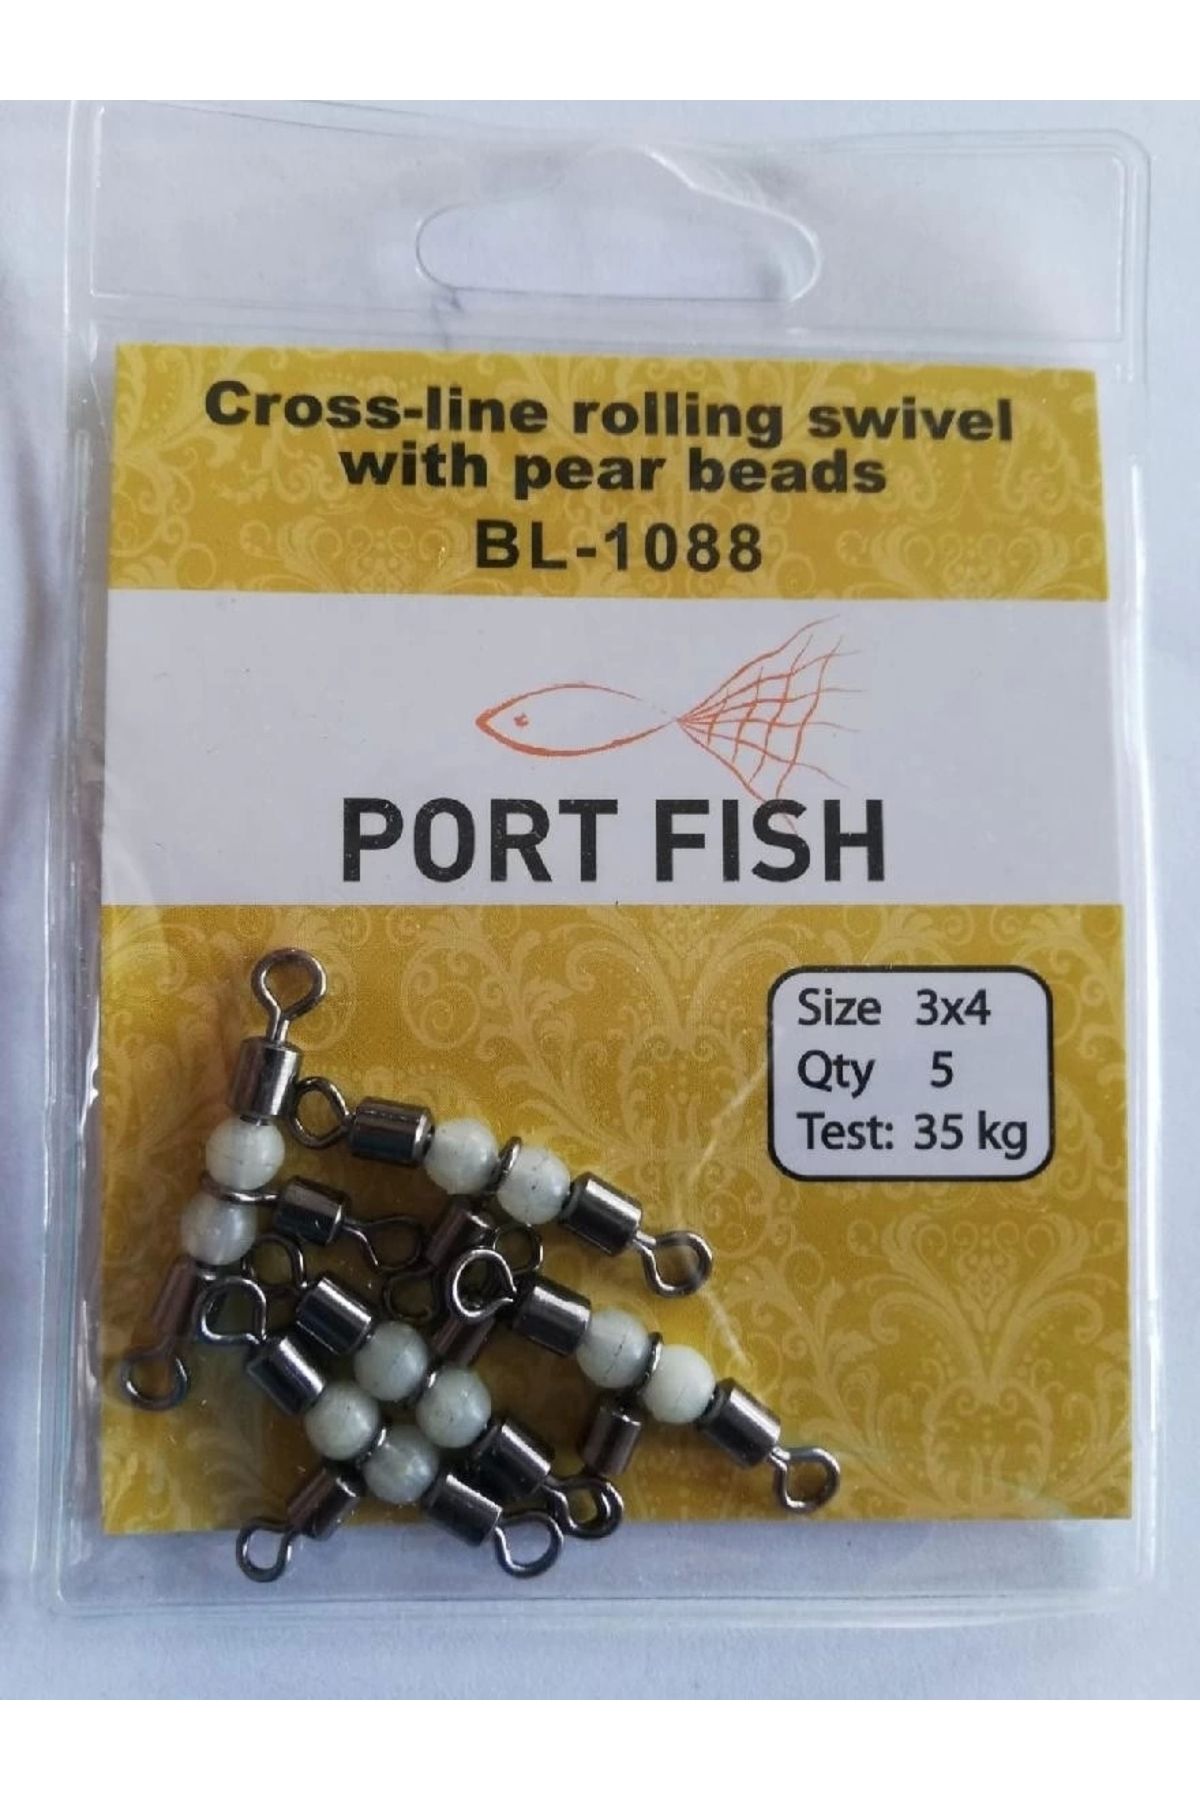 Cross-line rolling swivel
with pear beads
BL-1088
PORT FISH
Size 3x4
Qty 5
Test: 35 kg